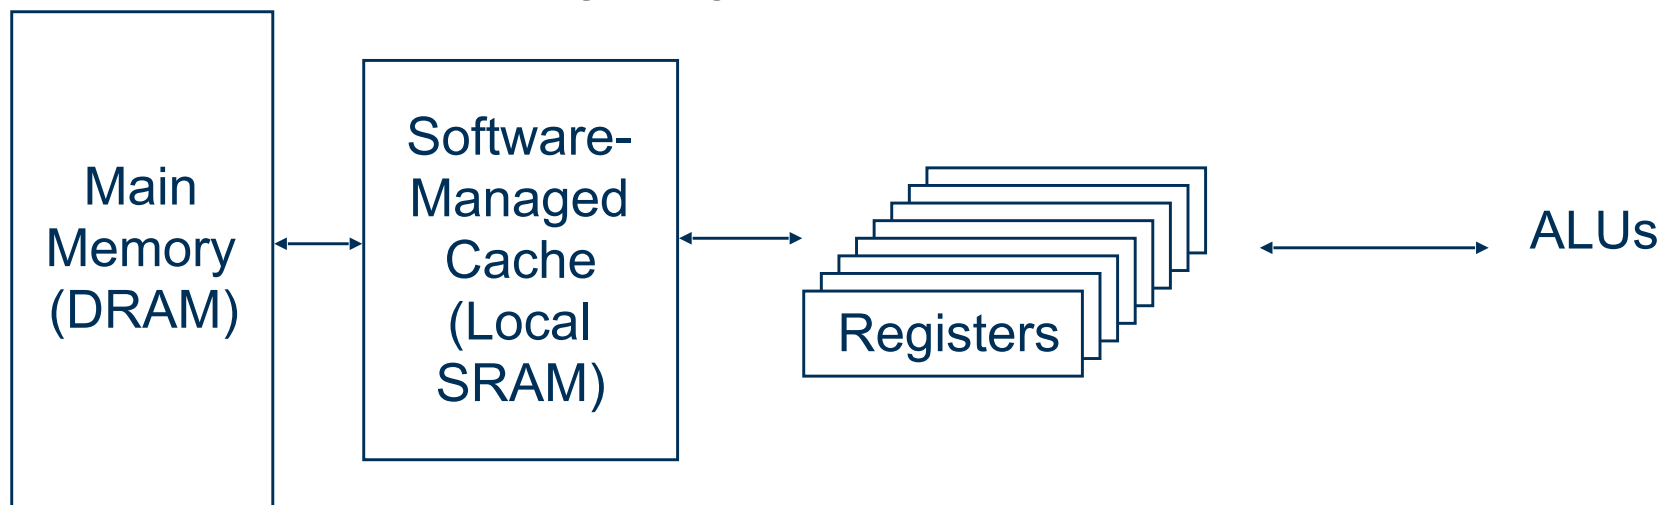 Main
Memory
(DRAM)
Software-
Managed
Cache
(Local
SRAM)
Registers
ALUs